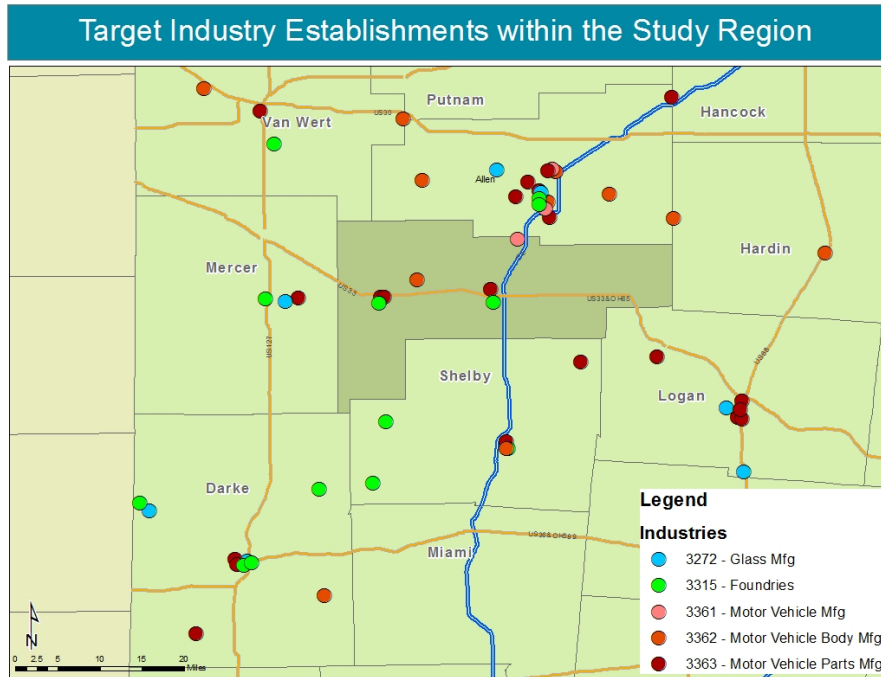 Target Industry Establishments within the Study Region
Putnam
Hancock
US30
Van Wert
Allen
Hardin
Mercer
US33
US33&OH65
US127
US68
Shelby
Logan
Darke
Miami
Legend
Industries
3272 - Glass Mfg
3315 - Foundries
3361 - Motor Vehicle Mfg
3362 - Motor Vehicle Body Mfg
3363 - Motor Vehicle Parts Mfg
N
0 2.5 5 10 15 20
Miles